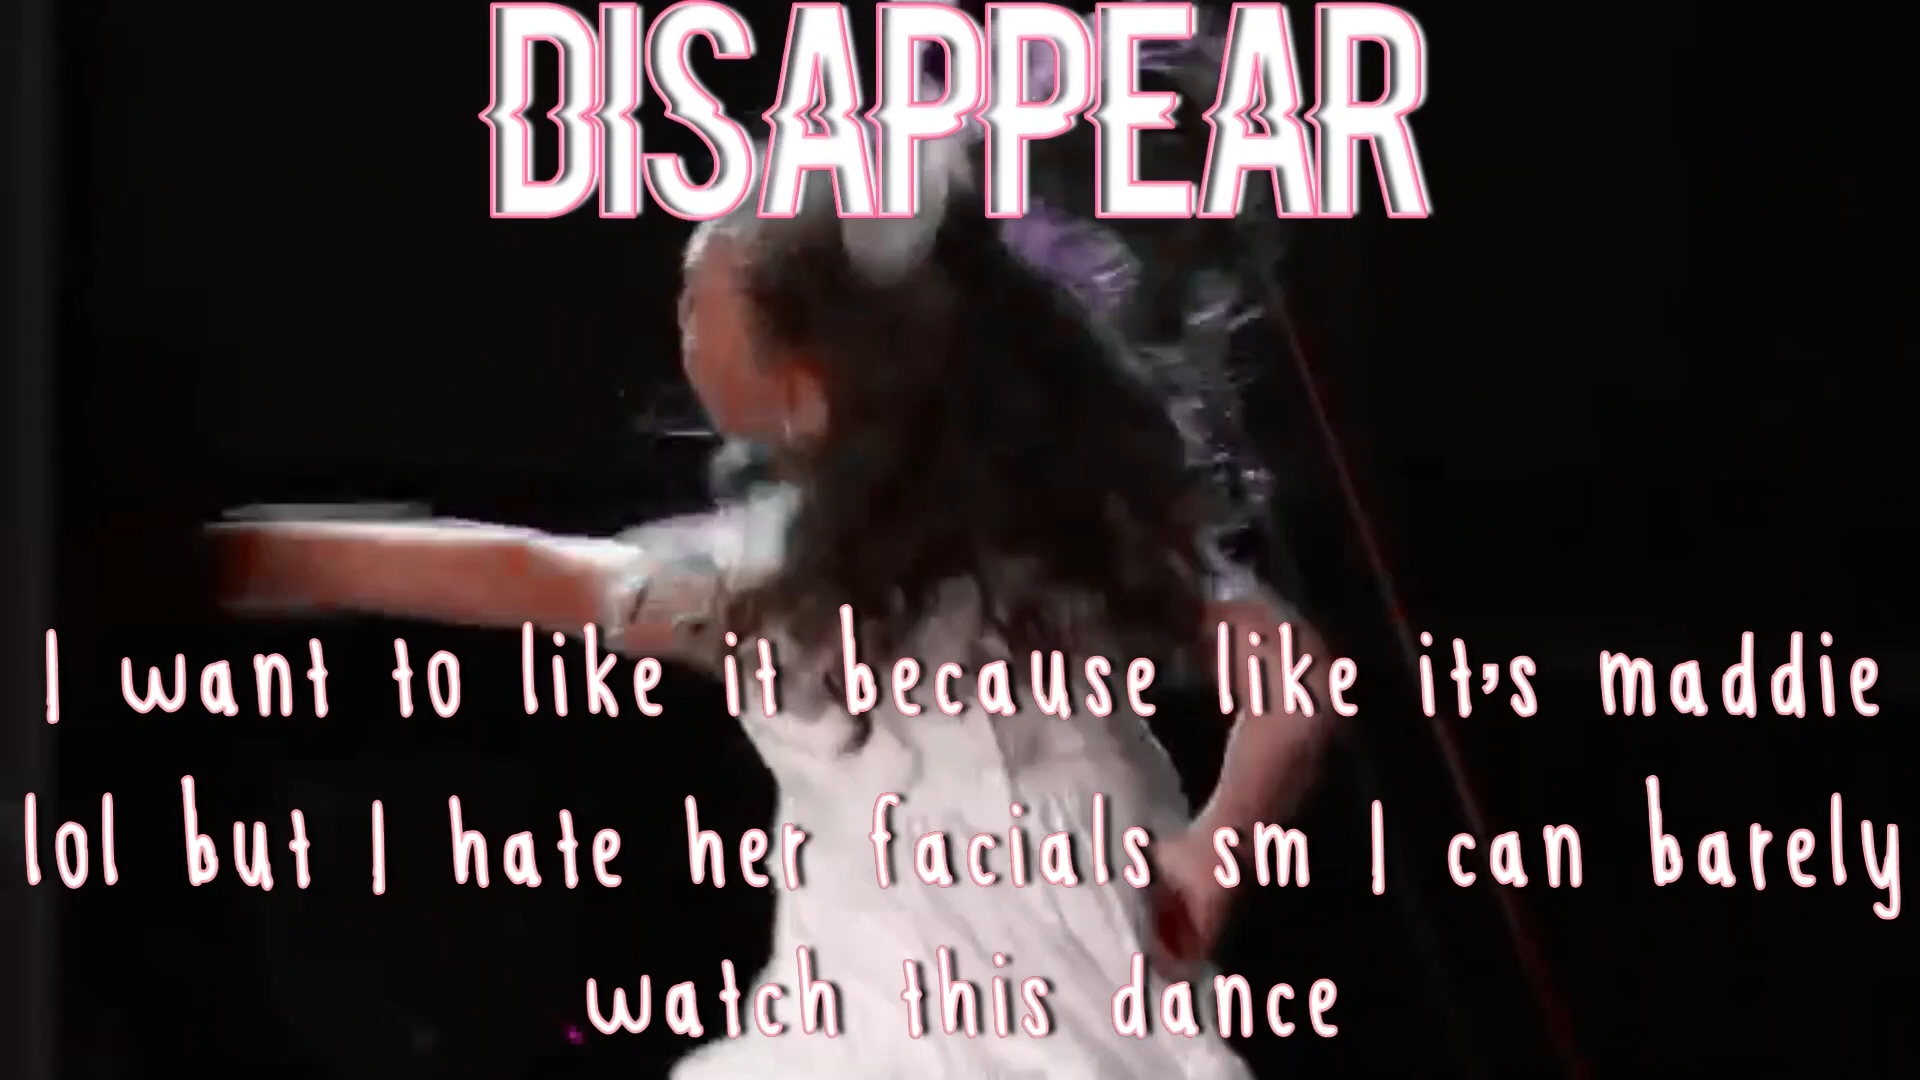 DISAPPEAR
I want to like it because like it's maddie
lol but I hate her facials sm I can barely
watch this dance